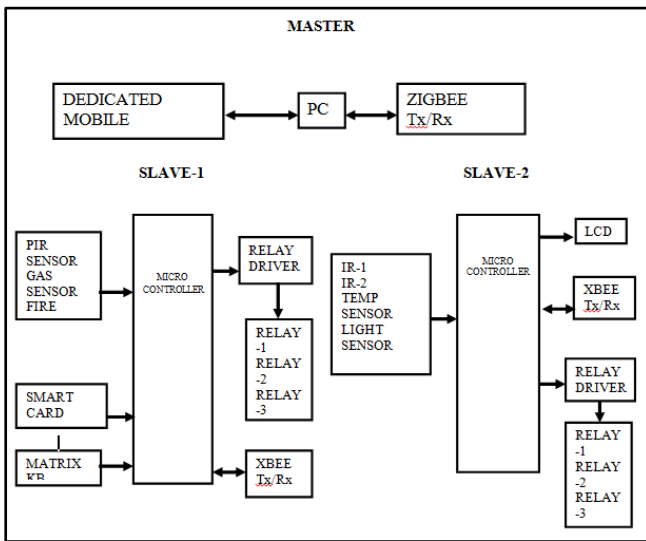 MASTER
DEDICATED
MOBILE
PC
ZIGBEE
Tx/Rx
SLAVE-1
SLAVE-2
PIR
SENSOR
GAS
SENSOR
FIRE
MICRO
CONTROLLER
RELAY
DRIVER
RELAY
-1
RELAY
-2
RELAY
-3
SMART
CARD
MATRIX
KB
XBEE
Tx/Rx
IR-1
IR-2
TEMP
SENSOR
LIGHT
SENSOR
MICRO
CONTROLLER
LCD
XBEE
Tx/Rx
RELAY
DRIVER
RELAY
-1
RELAY
-2
RELAY
-3